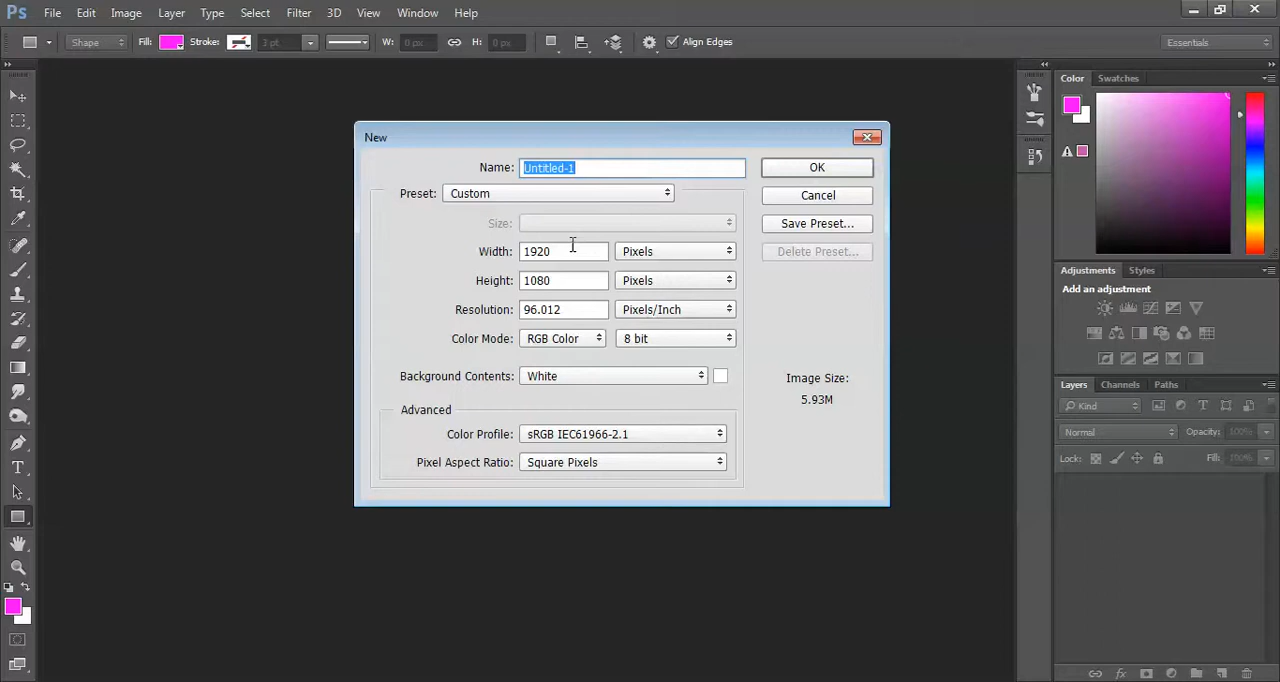 Ps File Edit Image Layer Type Select Filter 3D View Window Help
Shape Fill: Stroke: 3 pt W: 0 px H: 0 px Align Edges Essentials
Color Swatches
New
Name: Untitled-1 OK
Preset: Custom Cancel
Size: Save Preset...
Width: 1920 Pixels Delete Preset...
Height: 1080 Pixels
Resolution: 96.012 Pixels/Inch
Color Mode: RGB Color 8 bit
Background Contents: White
Image Size:
5.93M
Advanced
Color Profile: sRGB IEC61966-2.1
Pixel Aspect Ratio: Square Pixels
Adjustments Styles
Add an adjustment
Layers Channels Paths
Kind
Normal Opacity: 100%
Lock: Fill: 100%